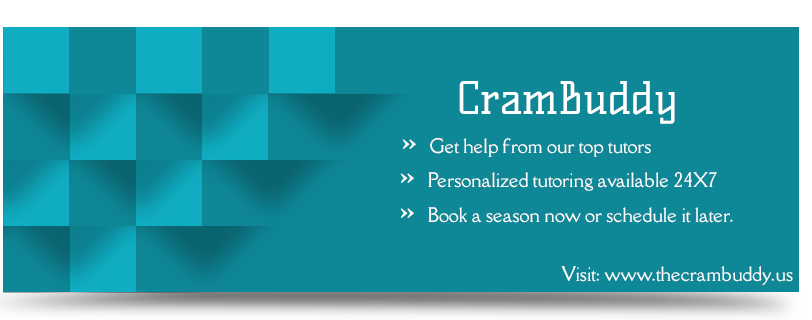 CramBuddy
» Get help from our top tutors
» Personalized tutoring available 24X7
» Book a season now or schedule it later.
Visit: www.thecrambuddy.us